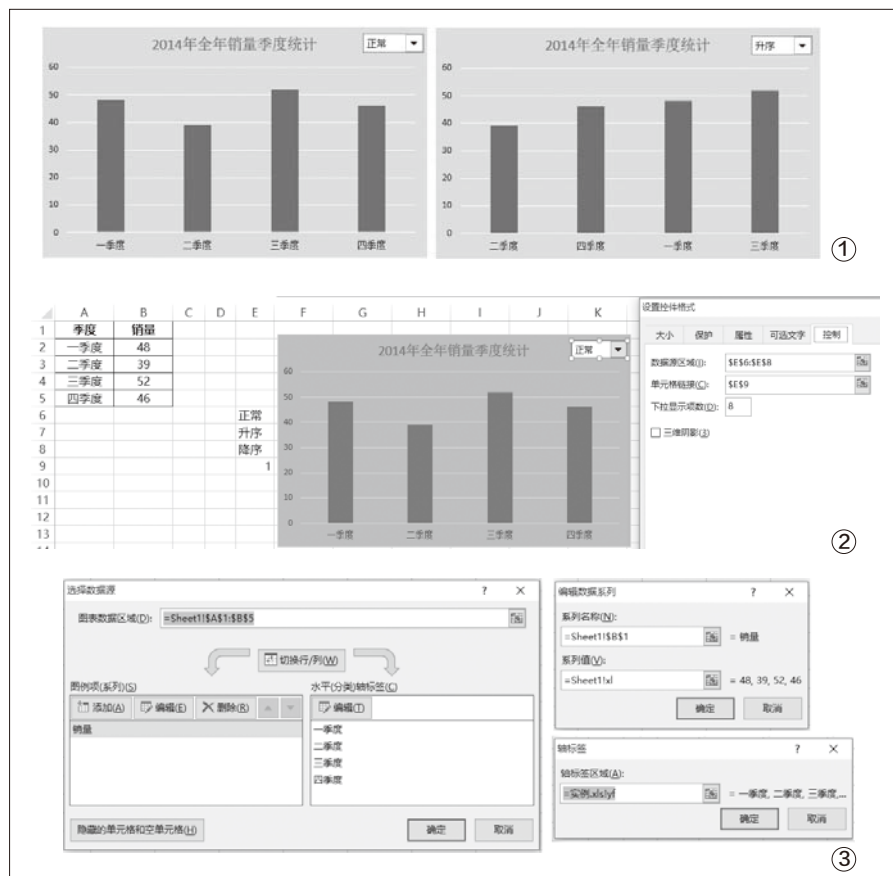 2014年全年销量季度统计 正常
60
50
40
30
20
10
0
一季度 二季度 三季度 四季度
2014年全年销量季度统计 升序
60
50
40
30
20
10
0
二季度 四季度 一季度 三季度
①
A B C D E F G H I J K
1 季度 销量
2 一季度 48
3 二季度 39
4 三季度 52
5 四季度 46
6 正常
7 升序
8 降序
9 1
10
11
12
13
2014年全年销量季度统计 正常
60
50
40
30
20
10
0
一季度 二季度 三季度 四季度
设置控件格式
大小 保护 属性 可选文字 控制
数据源区域(I): $E$6:$E$8
单元格链接(C): $E$9
下拉显示项数(D): 8
三维阴影(3)
②
选择数据源 ? ×
图表数据区域(D): =Sheet1!$A$1:$B$5
切换行/列(W)
图例项(系列)(S) 水平(分类)轴标签(C)
添加(A) 编辑(E) 删除(R) 编辑(T)
销量
一季度
二季度
三季度
四季度
隐藏的单元格和空单元格(H) 确定 取消
编辑数据系列 ? ×
系列名称(N):
=Sheet1!$B$1 = 销量
系列值(V):
=Sheet1!xl = 48, 39, 52, 46
确定 取消
轴标签 ? ×
轴标签区域(A):
=实例.xls!yf = 一季度, 二季度, 三季度,...
确定 取消
③